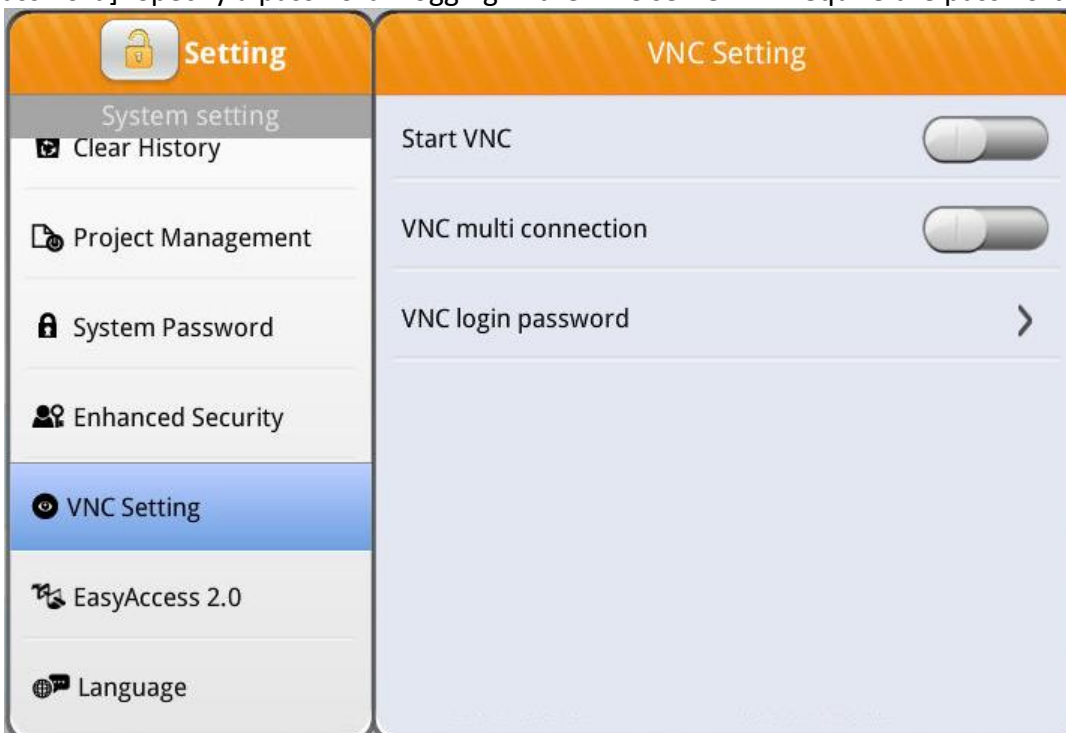 Setting
System setting
Clear History
Project Management
System Password
Enhanced Security
VNC Setting
EasyAccess 2.0
Language
VNC Setting
Start VNC
VNC multi connection
VNC login password